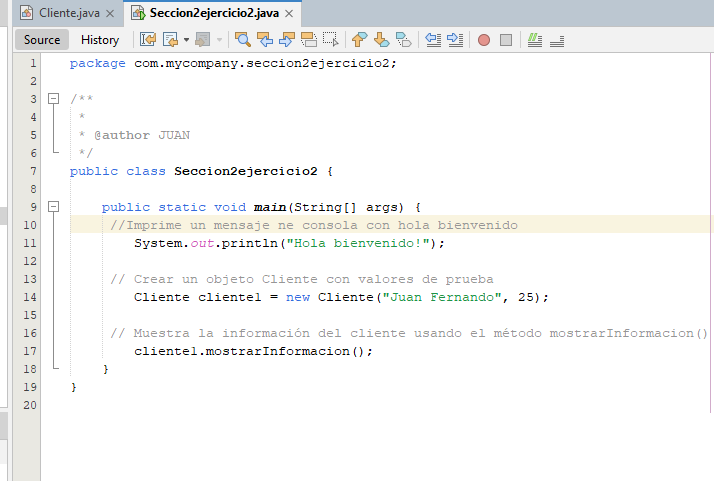 Cliente.java
Seccion2ejercicio2.java
Source
History
1 package com.mycompany.seccion2ejercicio2;
2
3 /**
4 *
5 * @author JUAN
6 */
7 public class Seccion2ejercicio2 {
8
9 public static void main(String[] args) {
10 //Imprime un mensaje ne consola con hola bienvenido
11 System.out.println("Hola bienvenido!");
12
13 // Crear un objeto Cliente con valores de prueba
14 Cliente cliente1 = new Cliente("Juan Fernando", 25);
15
16 // Muestra la información del cliente usando el método mostrarInformacion()
17 cliente1.mostrarInformacion();
18 }
19 }
20